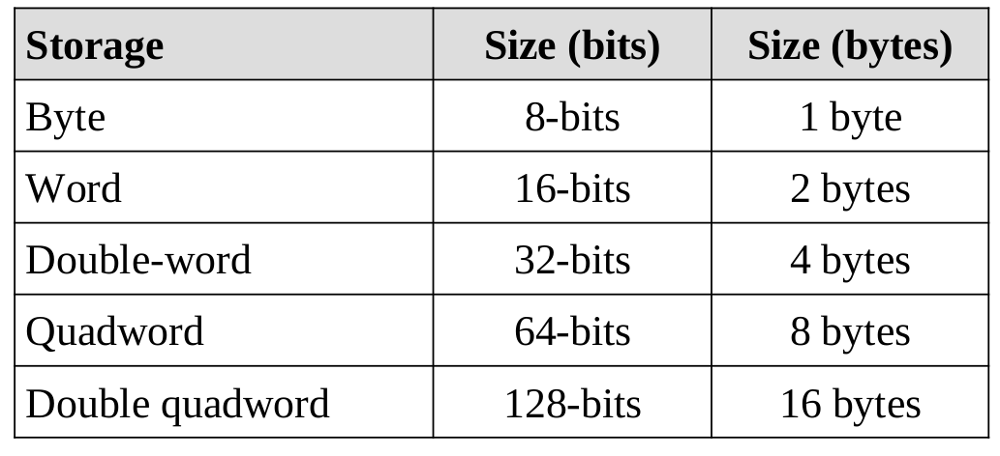 Storage Size (bits) Size (bytes)
Byte 8-bits 1 byte
Word 16-bits 2 bytes
Double-word 32-bits 4 bytes
Quadword 64-bits 8 bytes
Double quadword 128-bits 16 bytes